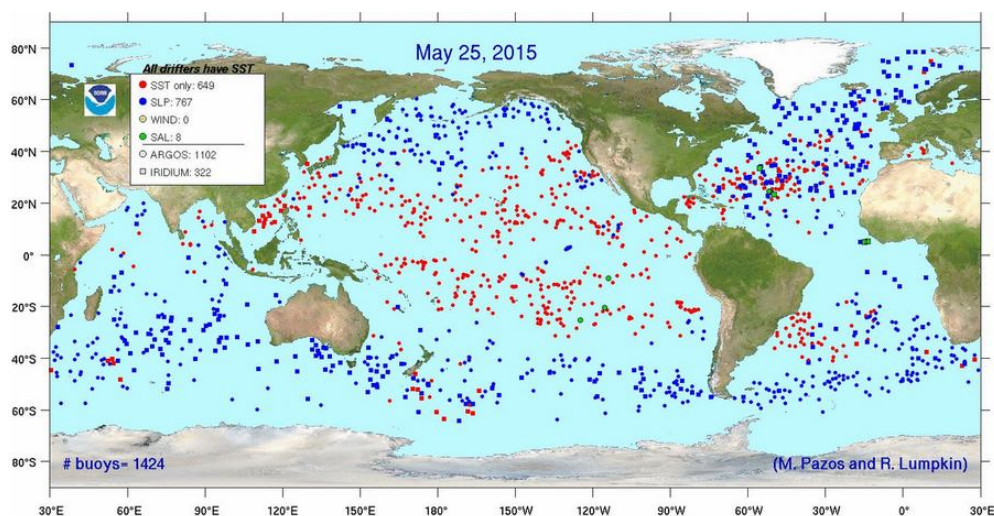 May 25, 2015
All drifters have SST
SST only: 649
SLP: 767
WIND: 0
SAL: 8
ARGOS: 1102
IRIDIUM: 322
NOAA
80°N
60°N
40°N
20°N
0°
20°S
40°S
60°S
80°S
# buoys= 1424
(M. Pazos and R. Lumpkin)
30°E 60°E 90°E 120°E 150°E 180°W 150°W 120°W 90°W 60°W 30°W 0° 30°E